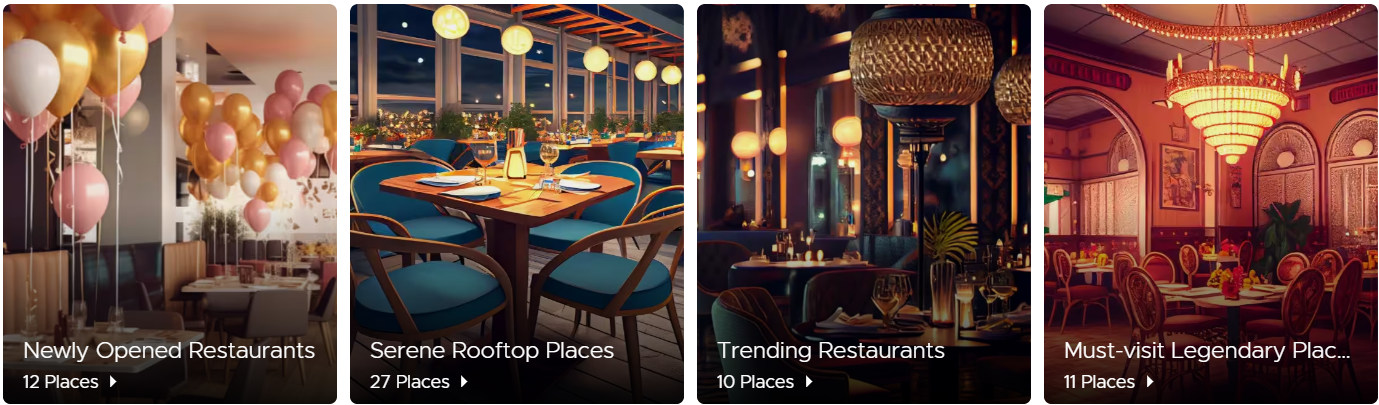 Newly Opened Restaurants
12 Places
Serene Rooftop Places
27 Places
Trending Restaurants
10 Places
Must-visit Legendary Plac...
11 Places